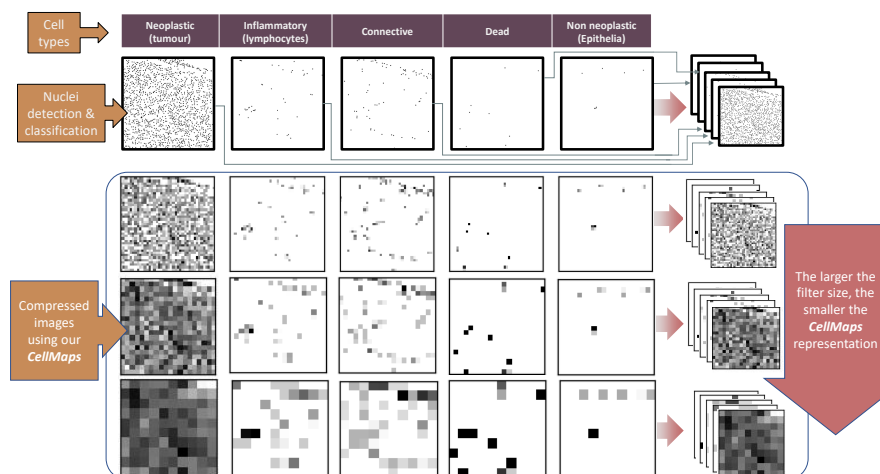 Cell
types
Neoplastic
(tumour)
Inflammatory
(lymphocytes)
Connective
Dead
Non neoplastic
(Epithelia)
Nuclei
detection &
classification
Compressed
images
using our
CellMaps
The larger the
filter size, the
smaller the
CellMaps
representation